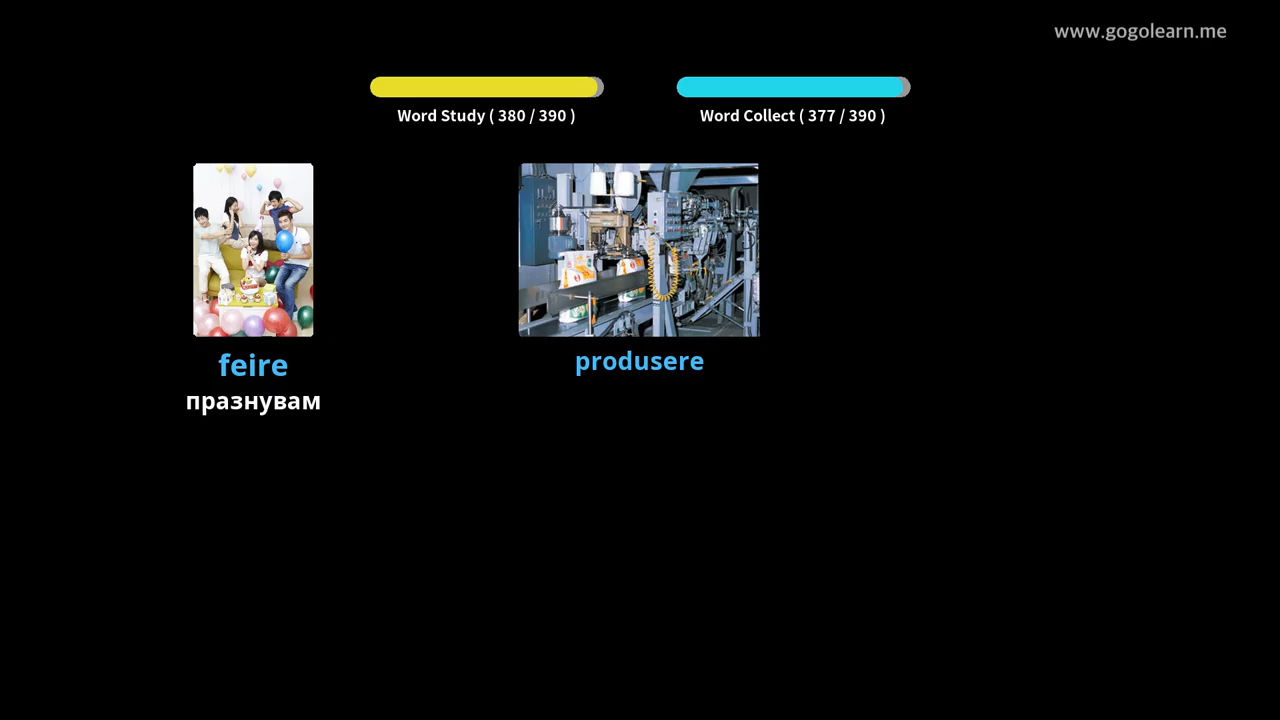 www.gogolearn.me
Word Study ( 380 / 390 )
Word Collect ( 377 / 390 )
feire
празнувам
produsere